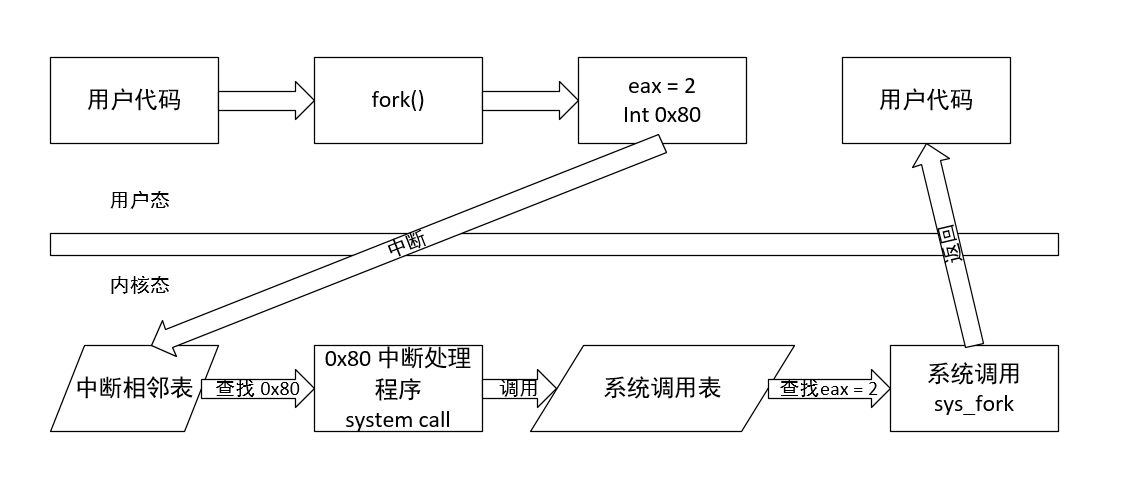 用户代码
fork()
eax = 2
Int 0x80
用户代码
用户态
中断
返回
内核态
中断相邻表
查找 0x80
0x80 中断处理
程序
system call
调用
系统调用表
查找eax = 2
系统调用
sys_fork